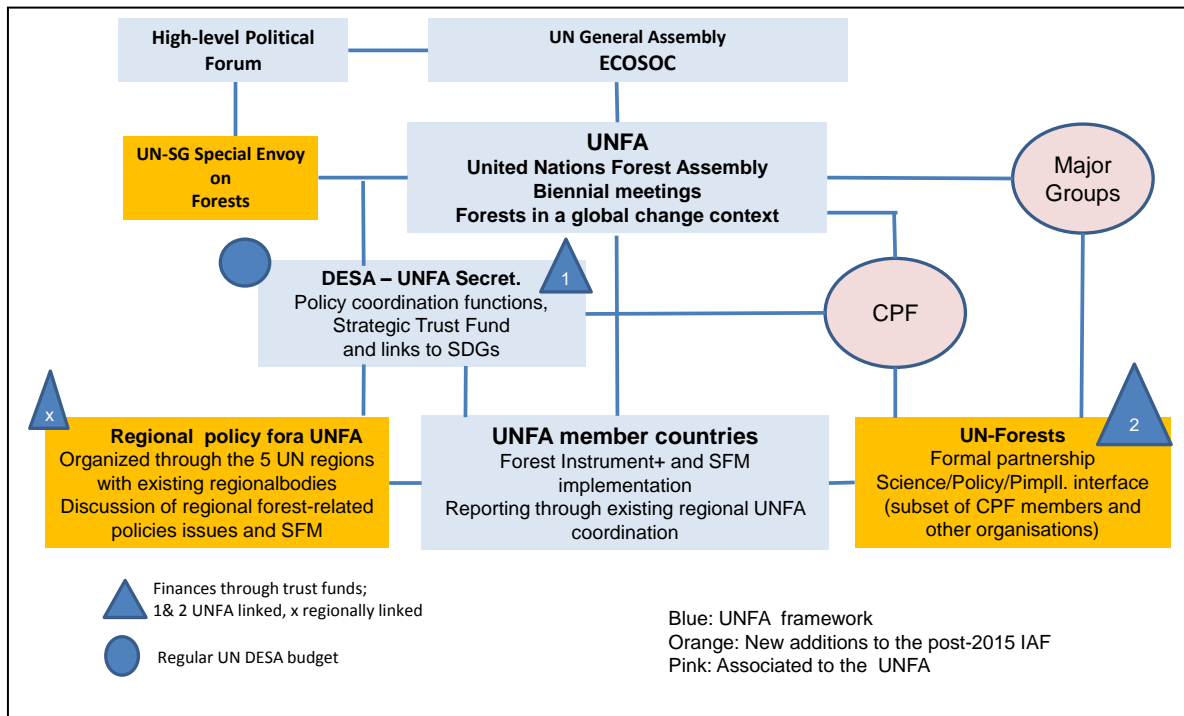 High-level Political
Forum
UN General Assembly
ECOSOC
UN-SG Special Envoy
on
Forests
UNFA
United Nations Forest Assembly
Biennial meetings
Forests in a global change context
Major
Groups
DESA – UNFA Secret.
Policy coordination functions,
Strategic Trust Fund
and links to SDGs
1
CPF
x
Regional policy fora UNFA
Organized through the 5 UN regions
with existing regionalbodies
Discussion of regional forest-related
policies issues and SFM
UNFA member countries
Forest Instrument+ and SFM
implementation
Reporting through existing regional UNFA
coordination
2
UN-Forests
Formal partnership
Science/Policy/Pimpll. interface
(subset of CPF members and
other organisations)
Finances through trust funds;
1& 2 UNFA linked, x regionally linked
Regular UN DESA budget
Blue: UNFA framework
Orange: New additions to the post-2015 IAF
Pink: Associated to the UNFA